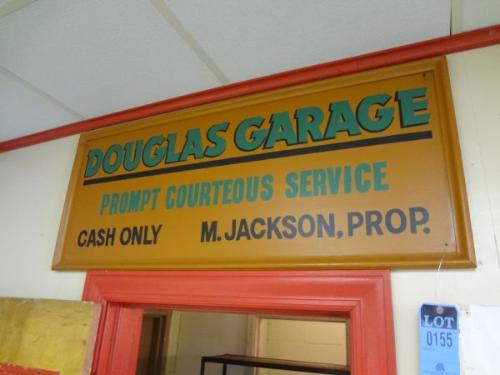 DOUGLAS GARAGE
PROMPT COURTEOUS SERVICE
CASH ONLY M. JACKSON, PROP.
LOT
0155